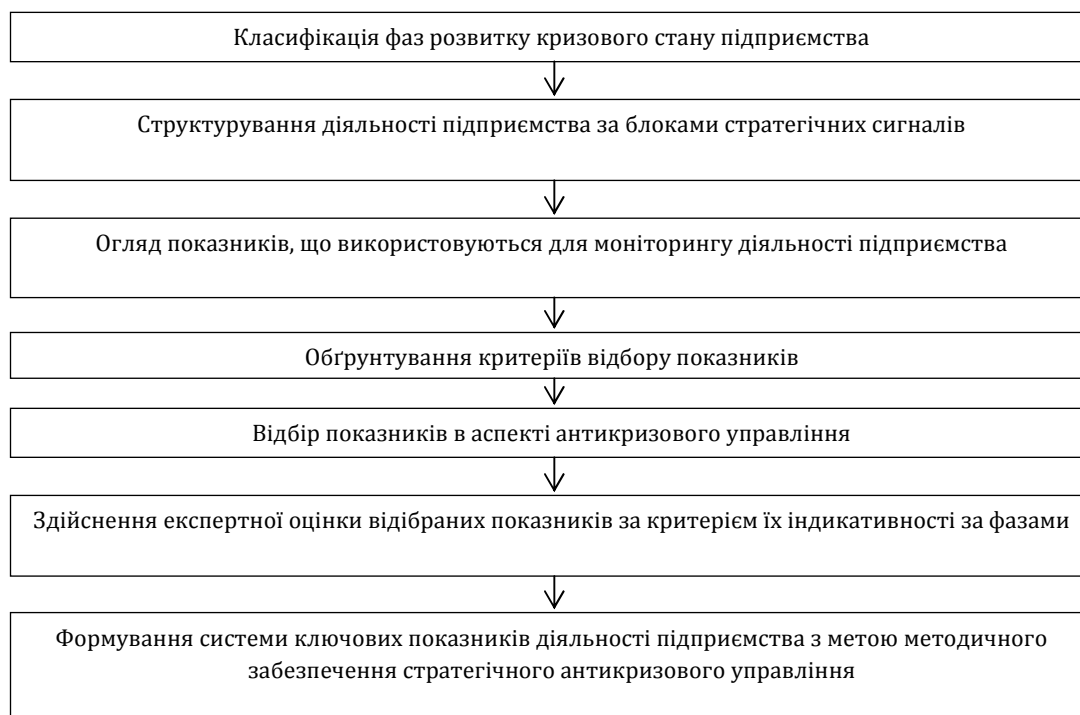 Класифікація фаз розвитку кризового стану підприємства
Структурування діяльності підприємства за блоками стратегічних сигналів
Огляд показників, що використовуються для моніторингу діяльності підприємства
Обґрунтування критеріїв відбору показників
Відбір показників в аспекті антикризового управління
Здійснення експертної оцінки відібраних показників за критерієм їх індикативності за фазами
Формування системи ключових показників діяльності підприємства з метою методичного
забезпечення стратегічного антикризового управління